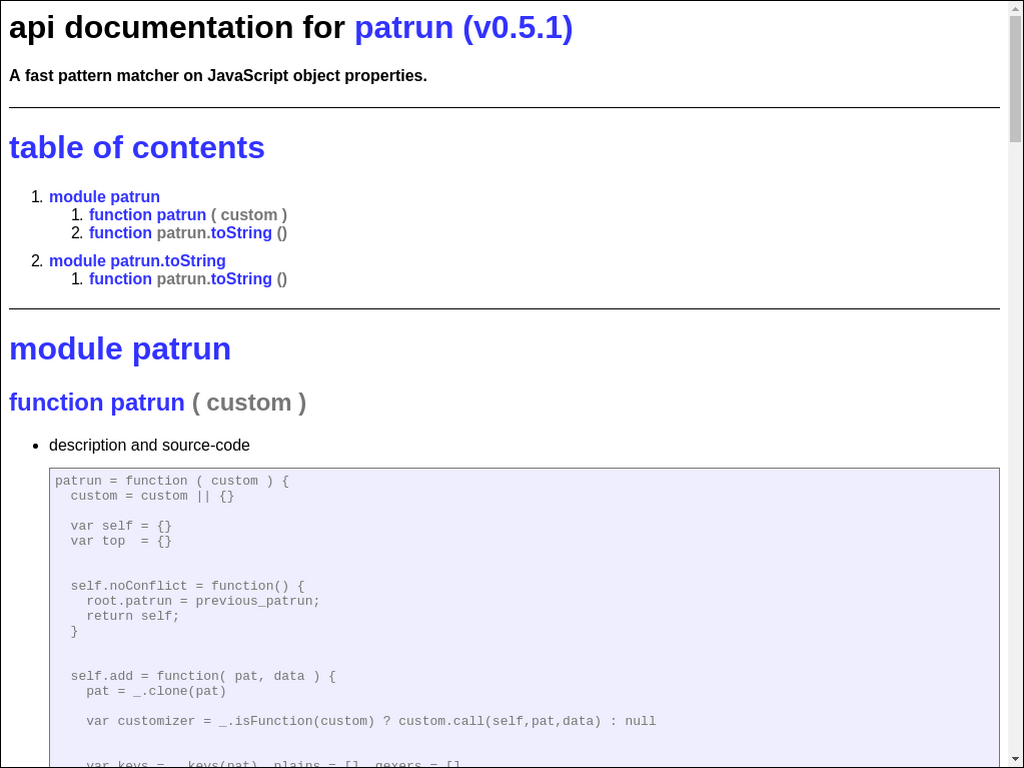 api documentation for patrun (v0.5.1)
A fast pattern matcher on JavaScript object properties.
table of contents
1. module patrun
1. function patrun ( custom )
2. function patrun.toString ()
2. module patrun.toString
1. function patrun.toString ()
module patrun
function patrun ( custom )
• description and source-code
patrun = function ( custom ) {
  custom = custom || {}
  var self = {}
  var top  = {}
  self.noConflict = function() {
    root.patrun = previous_patrun;
    return self;
  }
  self.add = function( pat, data ) {
    pat = _.clone(pat)
    var customizer = _.isFunction(custom) ? custom.call(self,pat,data) : null
    var keys = _.keys(pat), plains = [], gexers = []